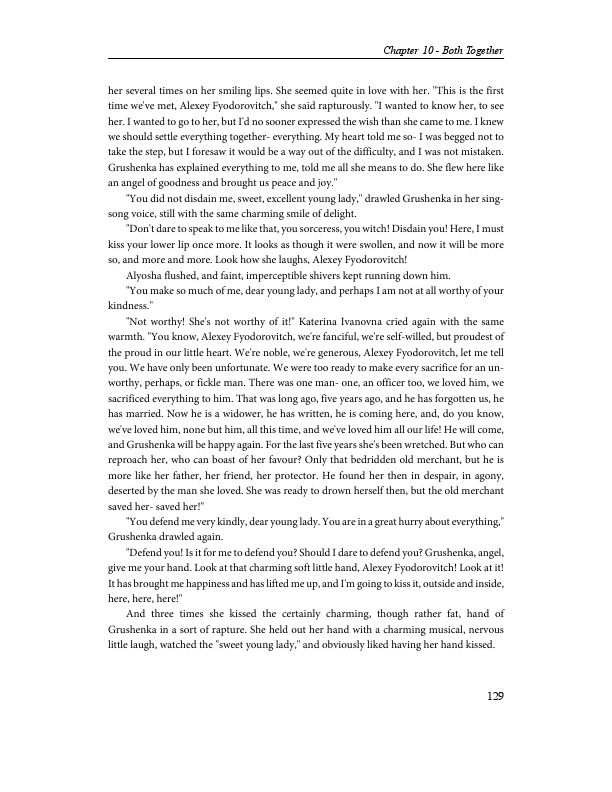 Chapter 10 - Both Together
her several times on her smiling lips. She seemed quite in love with her. "This is the first
time we've met, Alexey Fyodorovitch," she said rapturously. "I wanted to know her, to see
her. I wanted to go to her, but I'd no sooner expressed the wish than she came to me. I knew
we should settle everything together- everything. My heart told me so- I was begged not to
take the step, but I foresaw it would be a way out of the difficulty, and I was not mistaken.
Grushenka has explained everything to me, told me all she means to do. She flew here like
an angel of goodness and brought us peace and joy."
"You did not disdain me, sweet, excellent young lady," drawled Grushenka in her sing-
song voice, still with the same charming smile of delight.
"Don't dare to speak to me like that, you sorceress, you witch! Disdain you! Here, I must
kiss your lower lip once more. It looks as though it were swollen, and now it will be more
so, and more and more. Look how she laughs, Alexey Fyodorovitch!
Alyosha flushed, and faint, imperceptible shivers kept running down him.
"You make so much of me, dear young lady, and perhaps I am not at all worthy of your
kindness."
"Not worthy! She's not worthy of it!" Katerina Ivanovna cried again with the same
warmth. "You know, Alexey Fyodorovitch, we're fanciful, we're self-willed, but proudest of
the proud in our little heart. We're noble, we're generous, Alexey Fyodorovitch, let me tell
you. We have only been unfortunate. We were too ready to make every sacrifice for an un-
worthy, perhaps, or fickle man. There was one man- one, an officer too, we loved him, we
sacrificed everything to him. That was long ago, five years ago, and he has forgotten us, he
has married. Now he is a widower, he has written, he is coming here, and, do you know,
we've loved him, none but him, all this time, and we've loved him all our life! He will come,
and Grushenka will be happy again. For the last five years she's been wretched. But who can
reproach her, who can boast of her favour? Only that bedridden old merchant, but he is
more like her father, her friend, her protector. He found her then in despair, in agony,
deserted by the man she loved. She was ready to drown herself then, but the old merchant
saved her- saved her!"
"You defend me very kindly, dear young lady. You are in a great hurry about everything,"
Grushenka drawled again.
"Defend you! Is it for me to defend you? Should I dare to defend you? Grushenka, angel,
give me your hand. Look at that charming soft little hand, Alexey Fyodorovitch! Look at it!
It has brought me happiness and has lifted me up, and I'm going to kiss it, outside and inside,
here, here, here!"
And three times she kissed the certainly charming, though rather fat, hand of
Grushenka in a sort of rapture. She held out her hand with a charming musical, nervous
little laugh, watched the "sweet young lady," and obviously liked having her hand kissed.
129